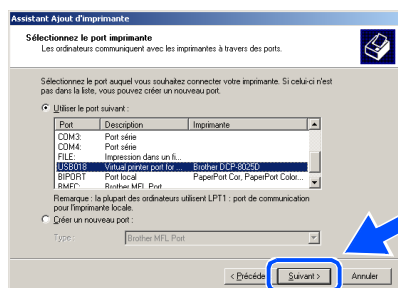 Assistant Ajout d'imprimante
Sélectionnez le port imprimante
Les ordinateurs communiquent avec les imprimantes à travers des ports.
Sélectionnez le port auquel vous souhaitez connecter votre imprimante. Si celui-ci n'est
pas dans la liste, vous pouvez créer un nouveau port.
Utiliser le port suivant :
Port Description Imprimante
COM3: Port série
COM4: Port série
FILE: Impression dans un fi...
USB018 Virtual printer port for ... Brother DCP-8025D
BIPORT Port local PaperPort Cor, PaperPort Color...
BMFC: Brother MFL Port
Remarque : la plupart des ordinateurs utilisent LPT1 : port de communication
pour l'imprimante locale.
Créer un nouveau port :
Type : Brother MFL Port
< Précéde Suivant > Annuler